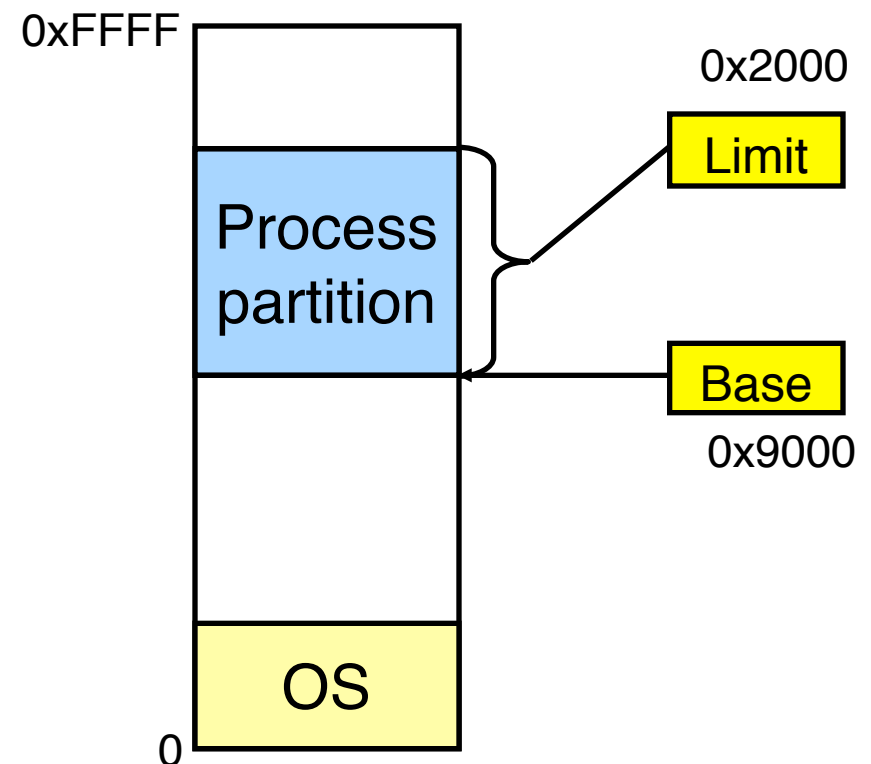 0xFFFF
0x2000
Limit
Process
partition
Base
0x9000
OS
0